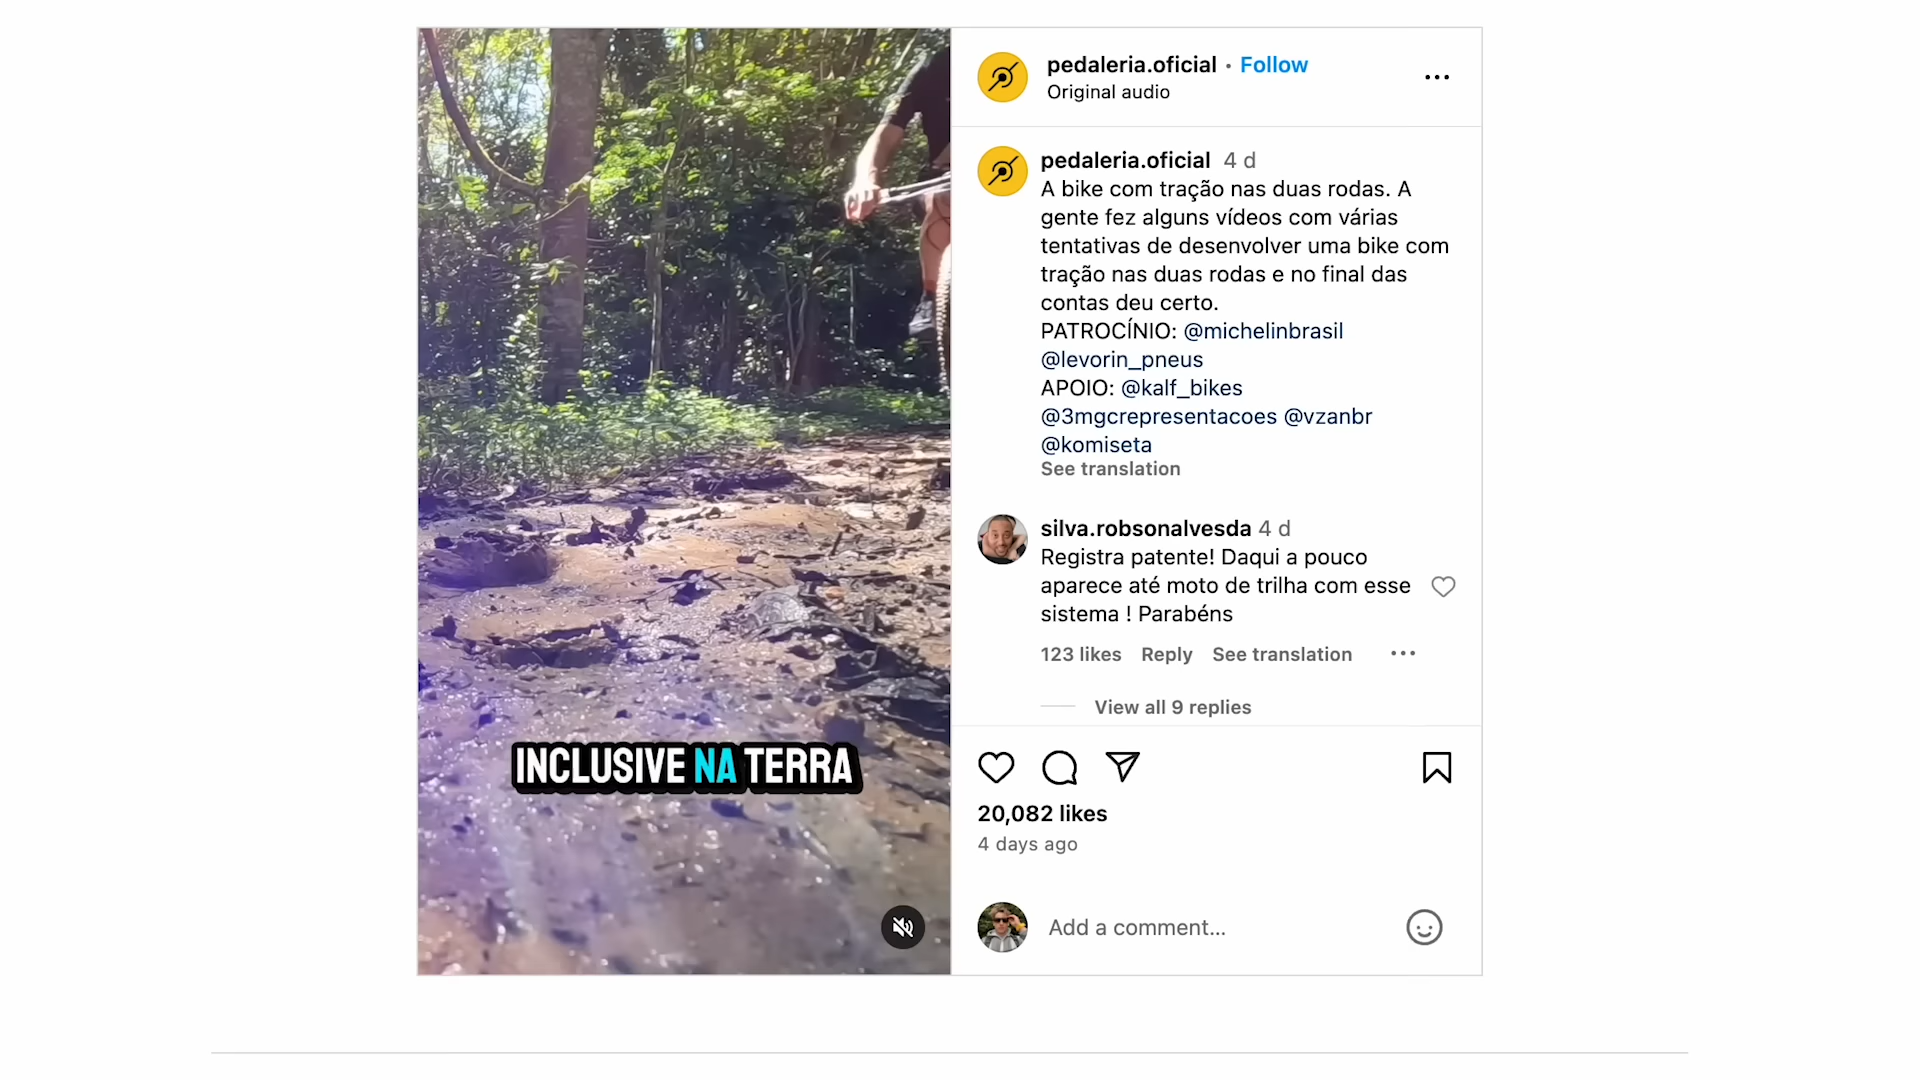 pedaleria.oficial • Follow
Original audio
pedaleria.oficial 4 d
A bike com tração nas duas rodas. A
gente fez alguns vídeos com várias
tentativas de desenvolver uma bike com
tração nas duas rodas e no final das
contas deu certo.
PATROCÍNIO: @michelinbrasil
@levorin_pneus
APOIO: @kalf_bikes
@3mgcrepresentacoes @vzanbr
@komiseta
See translation
silva.robsonalvesda 4 d
Registra patente! Daqui a pouco
aparece até moto de trilha com esse
sistema ! Parabéns
123 likes Reply See translation
View all 9 replies
INCLUSIVE NA TERRA
20,082 likes
4 days ago
Add a comment...